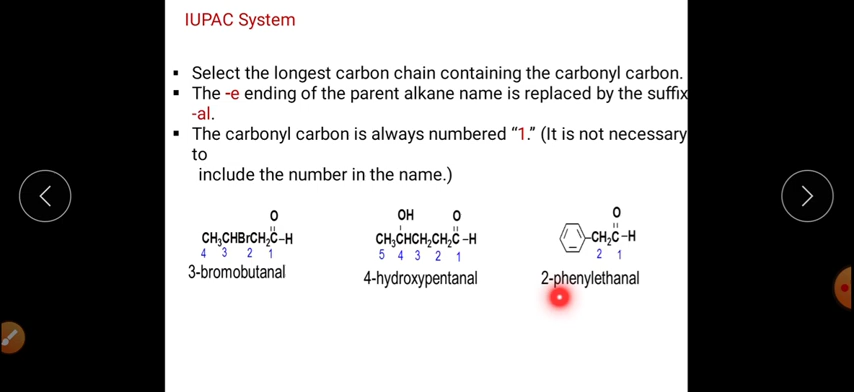 IUPAC System
▪ Select the longest carbon chain containing the carbonyl carbon.
▪ The -e ending of the parent alkane name is replaced by the suffix
-al.
▪ The carbonyl carbon is always numbered “1.” (It is not necessary
to
include the number in the name.)
O
CH₃CHBrCH₂C-H
4 3 2 1
3-bromobutanal
OH O
CH₃CHCH₂CH₂C-H
5 4 3 2 1
4-hydroxypentanal
O
-CH₂C-H
2 1
2-phenylethanal